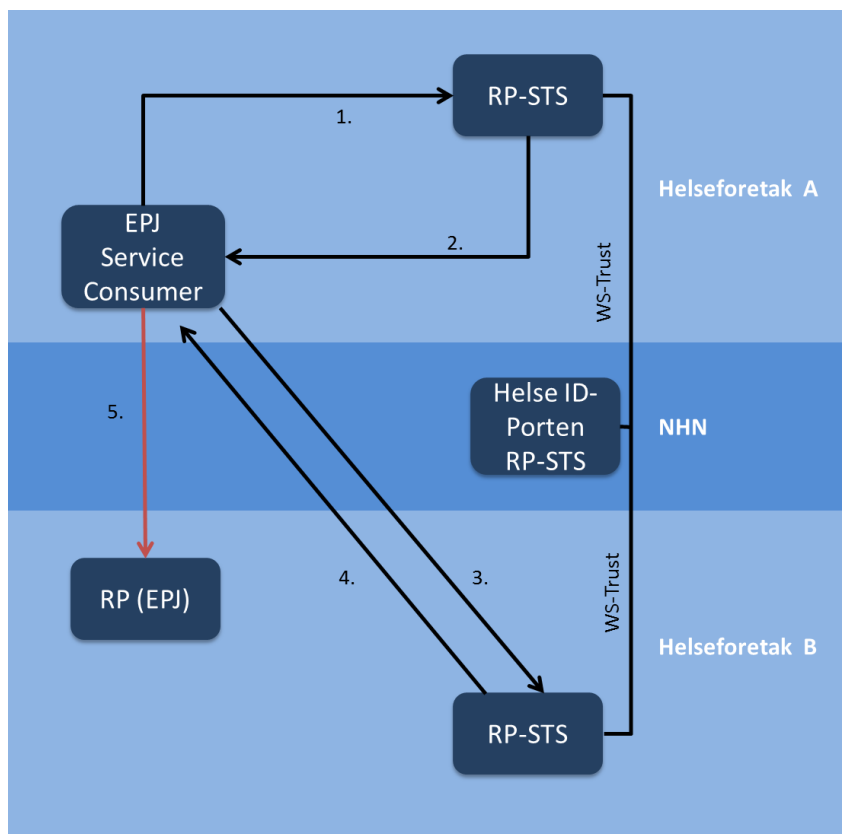 RP-STS
1.
Helseforetak A
EPJ
Service
Consumer
2.
WS-Trust
Helse ID-
Porten
RP-STS
5.
NHN
RP (EPJ)
4.
3.
WS-Trust
Helseforetak B
RP-STS